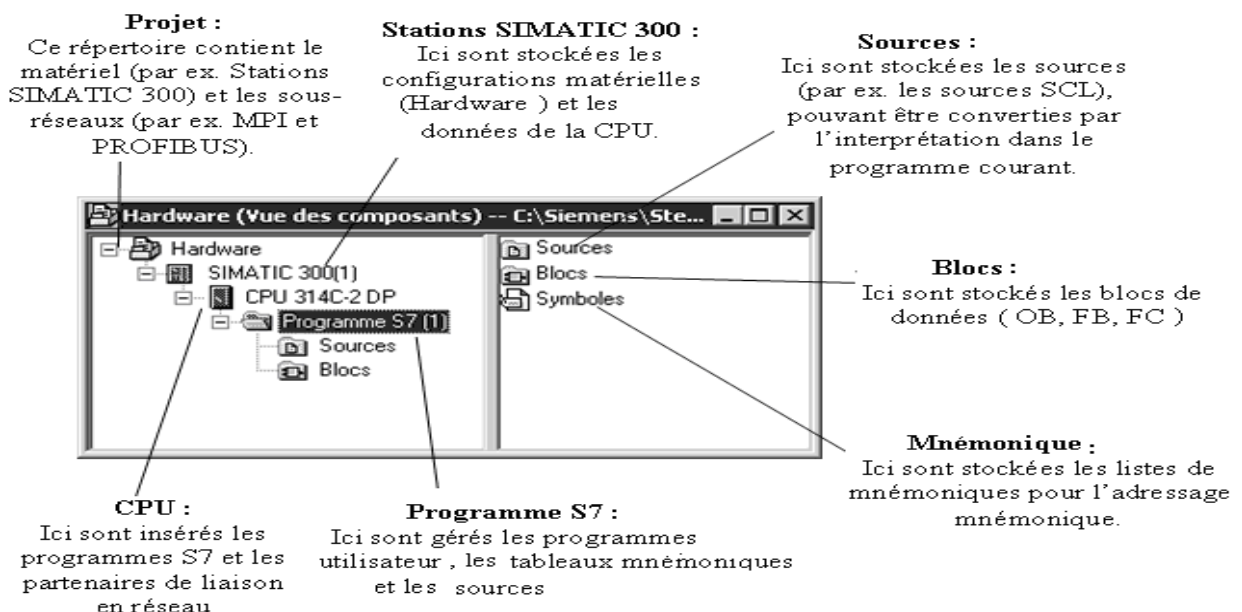 Projet :
Ce répertoire contient le
matériel (par ex. Stations
SIMATIC 300) et les sous-
réseaux (par ex. MPI et
PROFIBUS).
Stations SIMATIC 300 :
Ici sont stockées les
configurations matérielles
(Hardware ) et les
données de la CPU.
Sources :
Ici sont stockées les sources
(par ex. les sources SCL),
pouvant être converties par
l'interprétation dans le
programme courant.
Hardware (Vue des composants) -- C:\Siemens\Ste...
Hardware
SIMATIC 300(1)
CPU 314C-2 DP
Programme S7 (1)
Sources
Blocs
Sources
Blocs
Symboles
Blocs :
Ici sont stockés les blocs de
données ( OB, FB, FC )
Mnémonique :
Ici sont stockées les listes de
mnémoniques pour l'adressage
mnémonique.
CPU :
Ici sont insérés les
programmes S7 et les
partenaires de liaison
en réseau
Programme S7 :
Ici sont gérés les programmes
utilisateur , les tableaux mnémoniques
et les sources